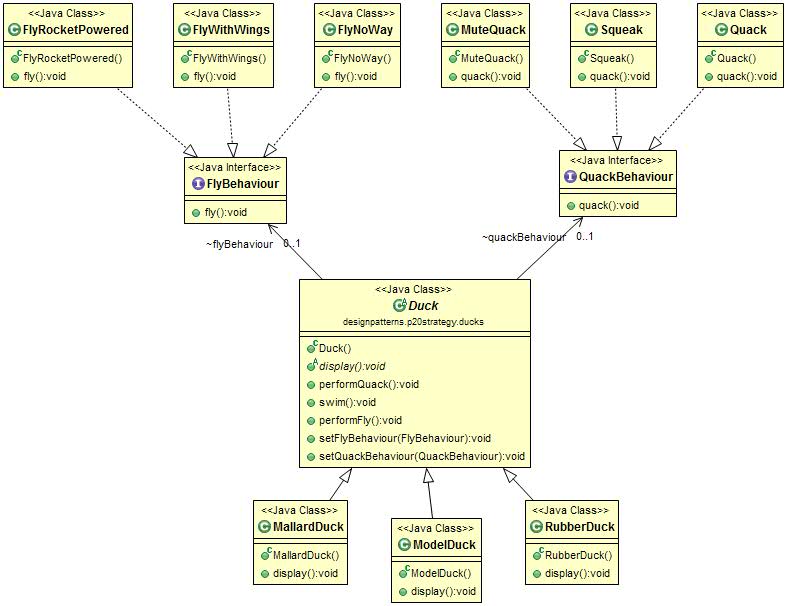 <<Java Class>>
FlyRocketPowered
FlyRocketPowered()
fly():void
<<Java Class>>
FlyWithWings
FlyWithWings()
fly():void
<<Java Class>>
FlyNoWay
FlyNoWay()
fly():void
<<Java Class>>
MuteQuack
MuteQuack()
quack():void
<<Java Class>>
Squeak
Squeak()
quack():void
<<Java Class>>
Quack
Quack()
quack():void
<<Java Interface>>
FlyBehaviour
fly():void
<<Java Interface>>
QuackBehaviour
quack():void
~flyBehaviour 0..1
~quackBehaviour 0..1
<<Java Class>>
Duck
designpatterns.p20strategy.ducks
Duck()
display():void
performQuack():void
swim():void
performFly():void
setFlyBehaviour(FlyBehaviour):void
setQuackBehaviour(QuackBehaviour):void
<<Java Class>>
MallardDuck
MallardDuck()
display():void
<<Java Class>>
ModelDuck
ModelDuck()
display():void
<<Java Class>>
RubberDuck
RubberDuck()
display():void